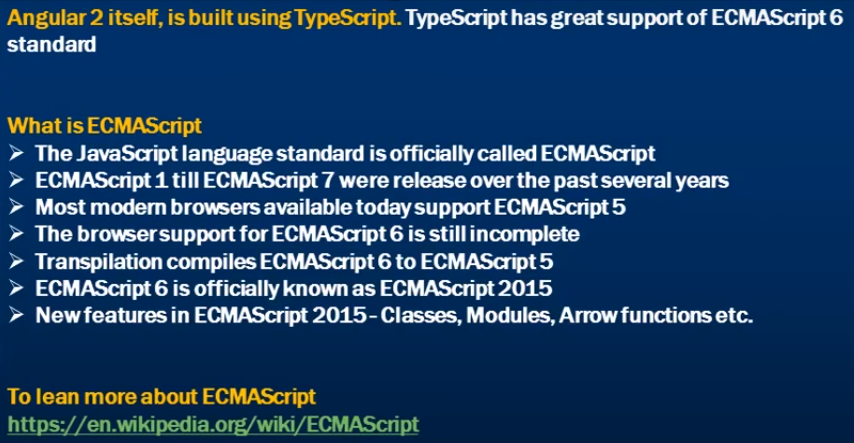 Angular 2 itself, is built using TypeScript. TypeScript has great support of ECMAScript 6
standard
What is ECMAScript
➢ The JavaScript language standard is officially called ECMAScript
➢ ECMAScript 1 till ECMAScript 7 were release over the past several years
➢ Most modern browsers available today support ECMAScript 5
➢ The browser support for ECMAScript 6 is still incomplete
➢ Transpilation compiles ECMAScript 6 to ECMAScript 5
➢ ECMAScript 6 is officially known as ECMAScript 2015
➢ New features in ECMAScript 2015 - Classes, Modules, Arrow functions etc.
To lean more about ECMAScript
https://en.wikipedia.org/wiki/ECMAScript